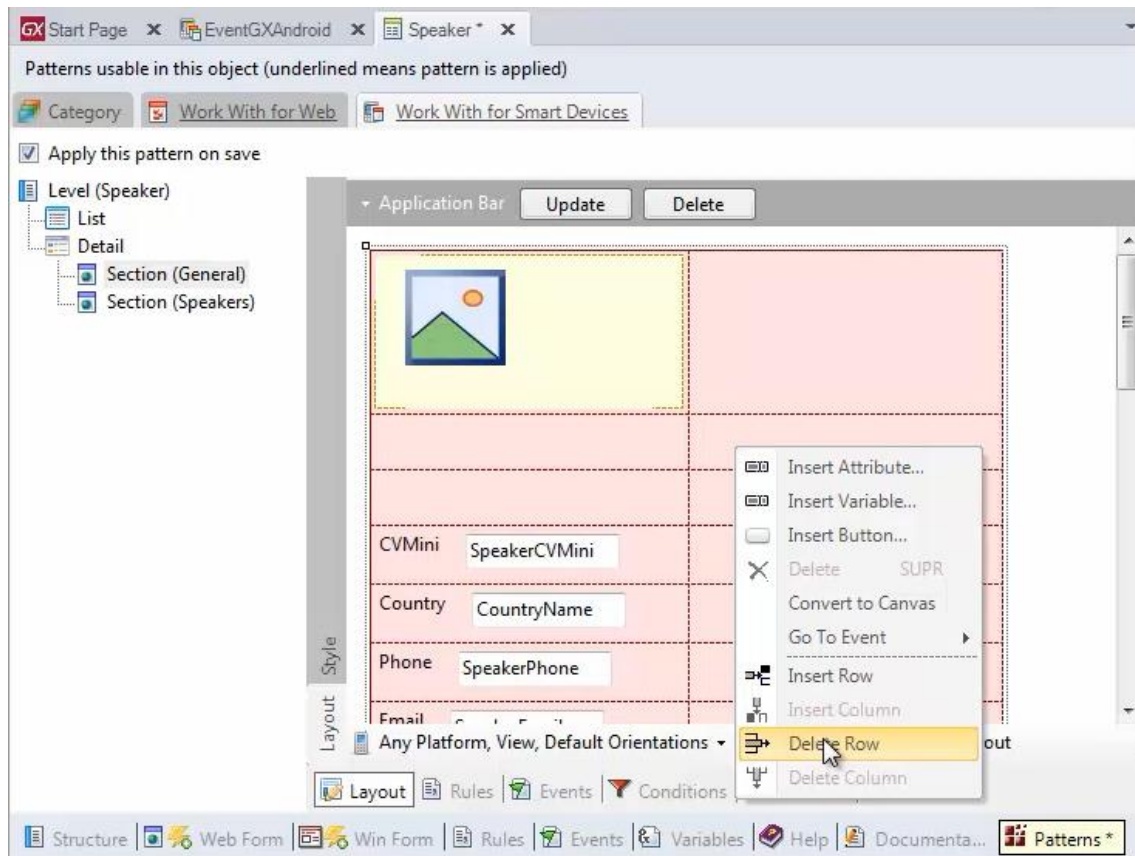 GX Start Page EventGXAndroid Speaker *
Patterns usable in this object (underlined means pattern is applied)
Category Work With for Web Work With for Smart Devices
Apply this pattern on save
Level (Speaker)
List
Detail
Section (General)
Section (Speakers)
Application Bar Update Delete
CVMini SpeakerCVMini
Country CountryName
Phone SpeakerPhone
Email
Style
Layout
Insert Attribute...
Insert Variable...
Insert Button...
Delete SUPR
Convert to Canvas
Go To Event
Insert Row
Insert Column
Delete Row
Delete Column
Any Platform, View, Default Orientations out
Layout Rules Events Conditions
Structure Web Form Win Form Rules Events Variables Help Documenta... Patterns *